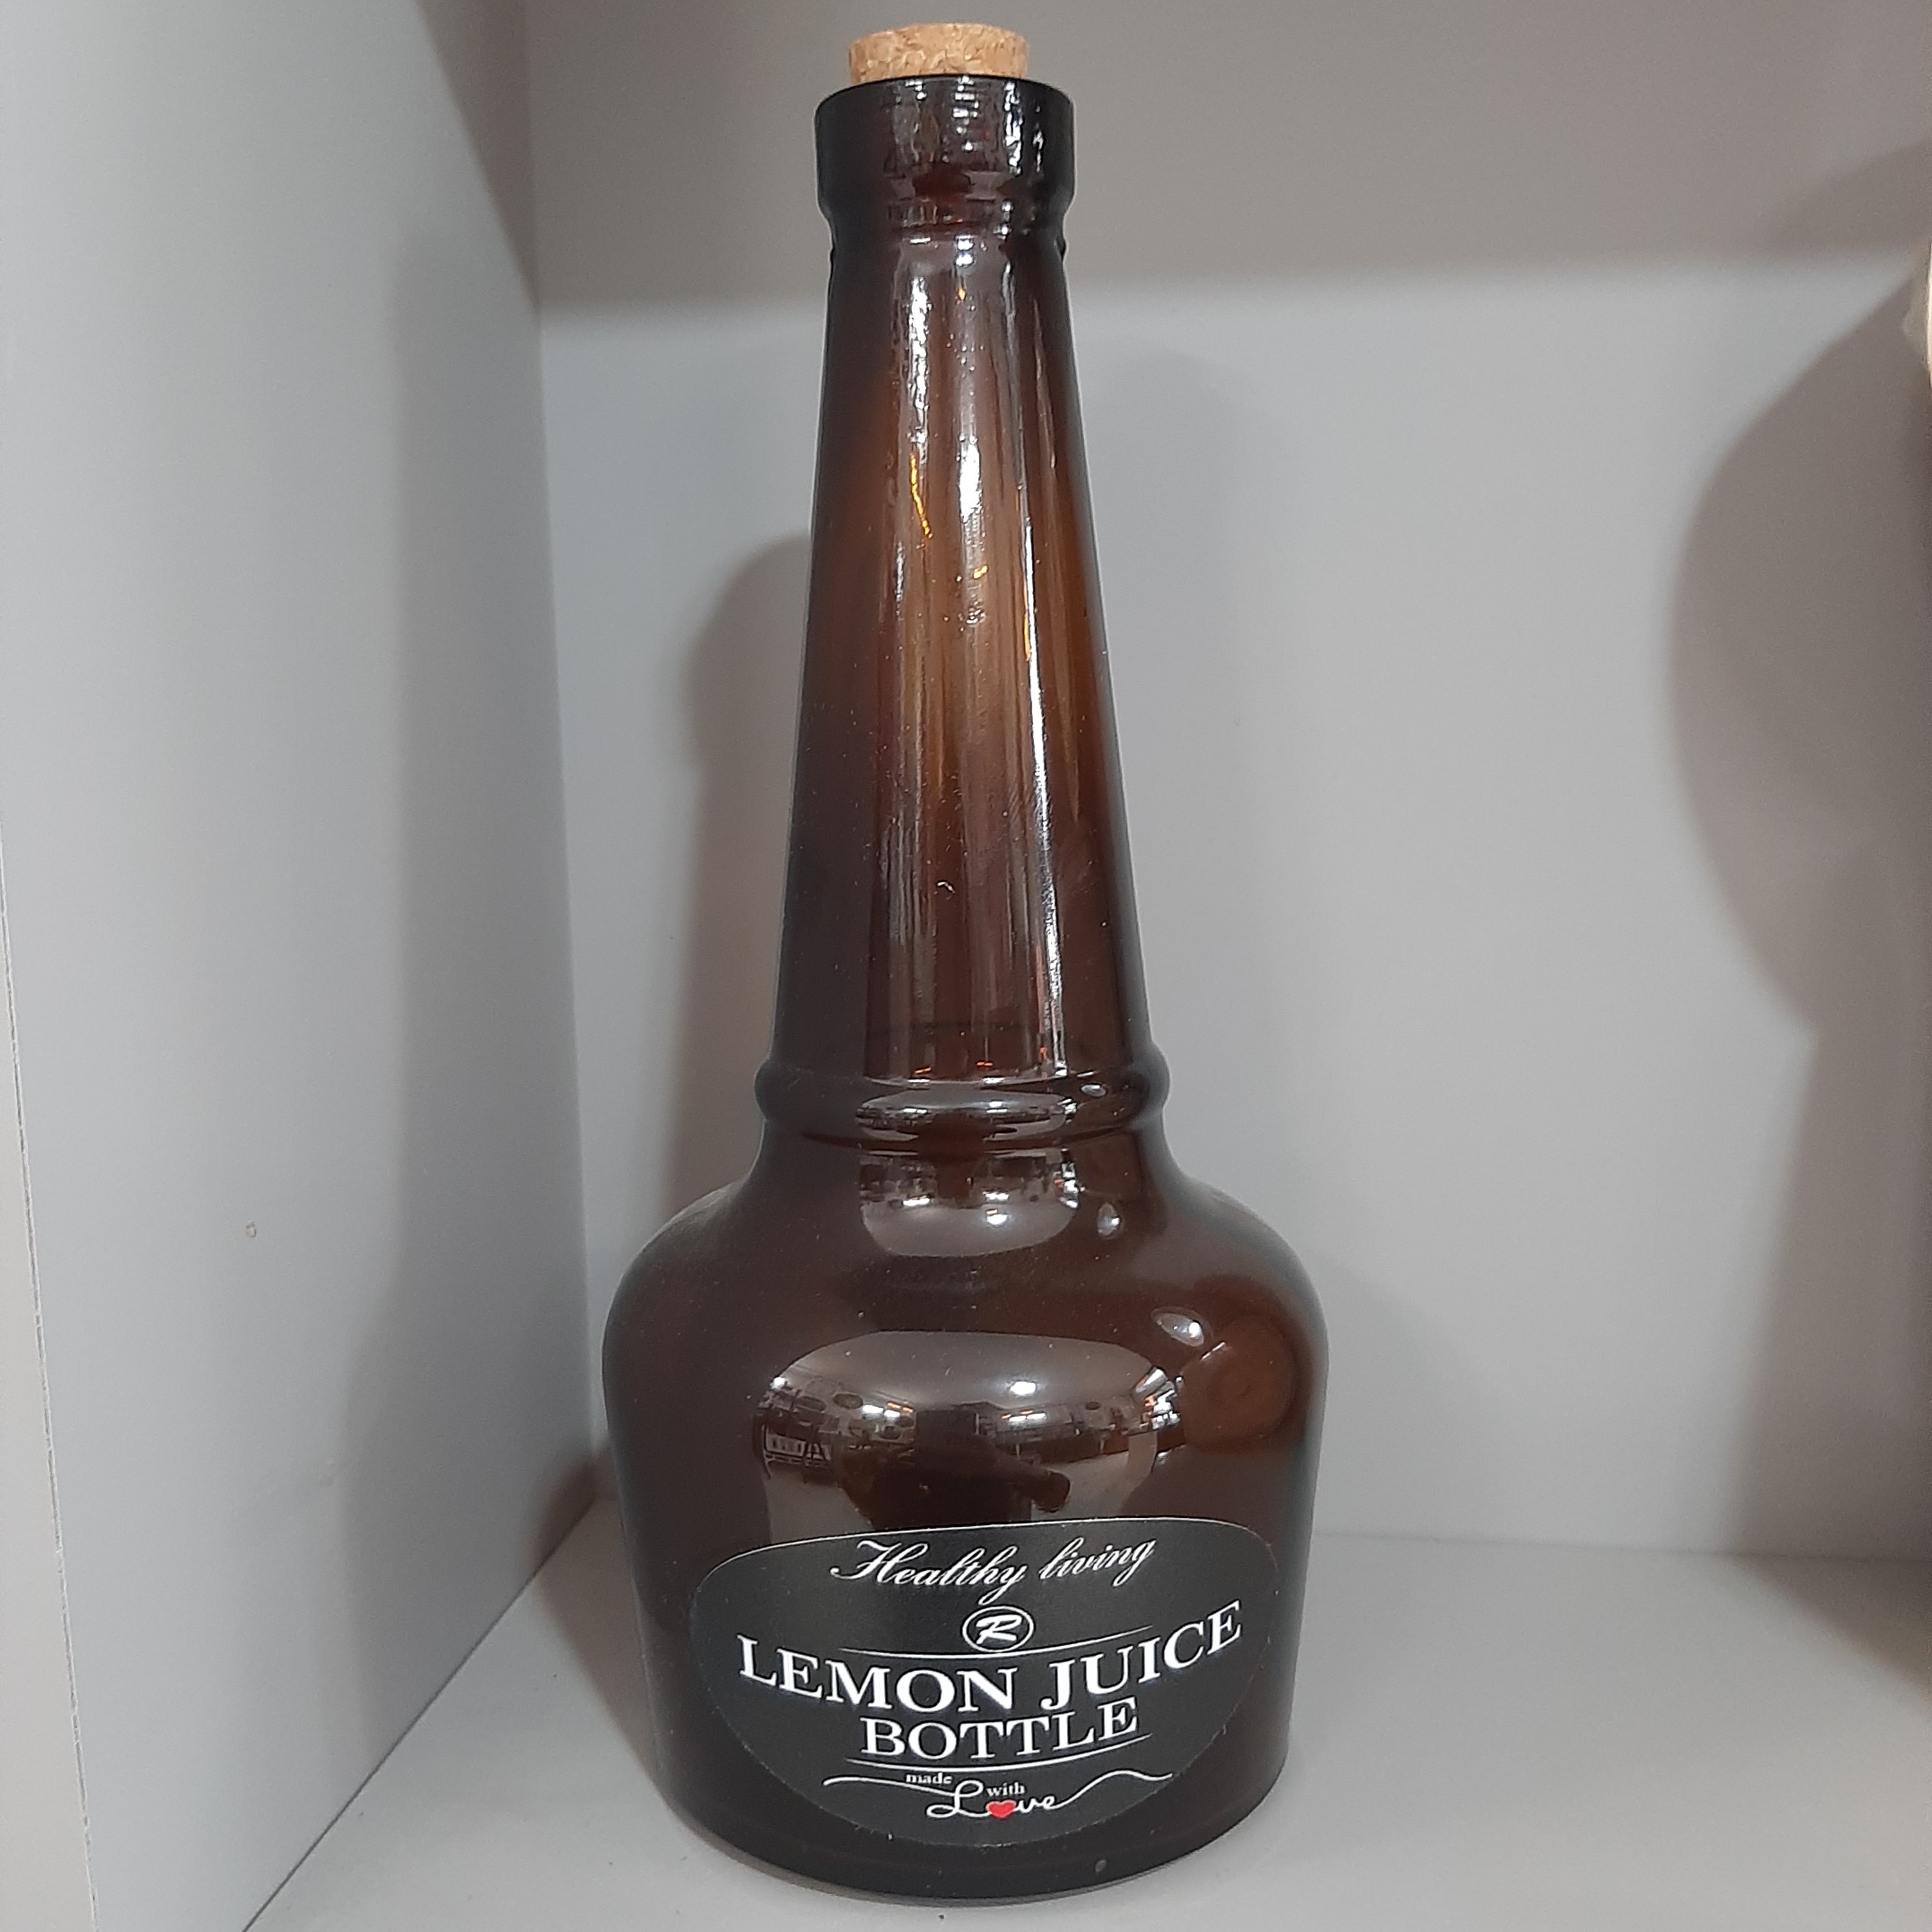 Healthy living
R
LEMON JUICE
BOTTLE
made with
Love